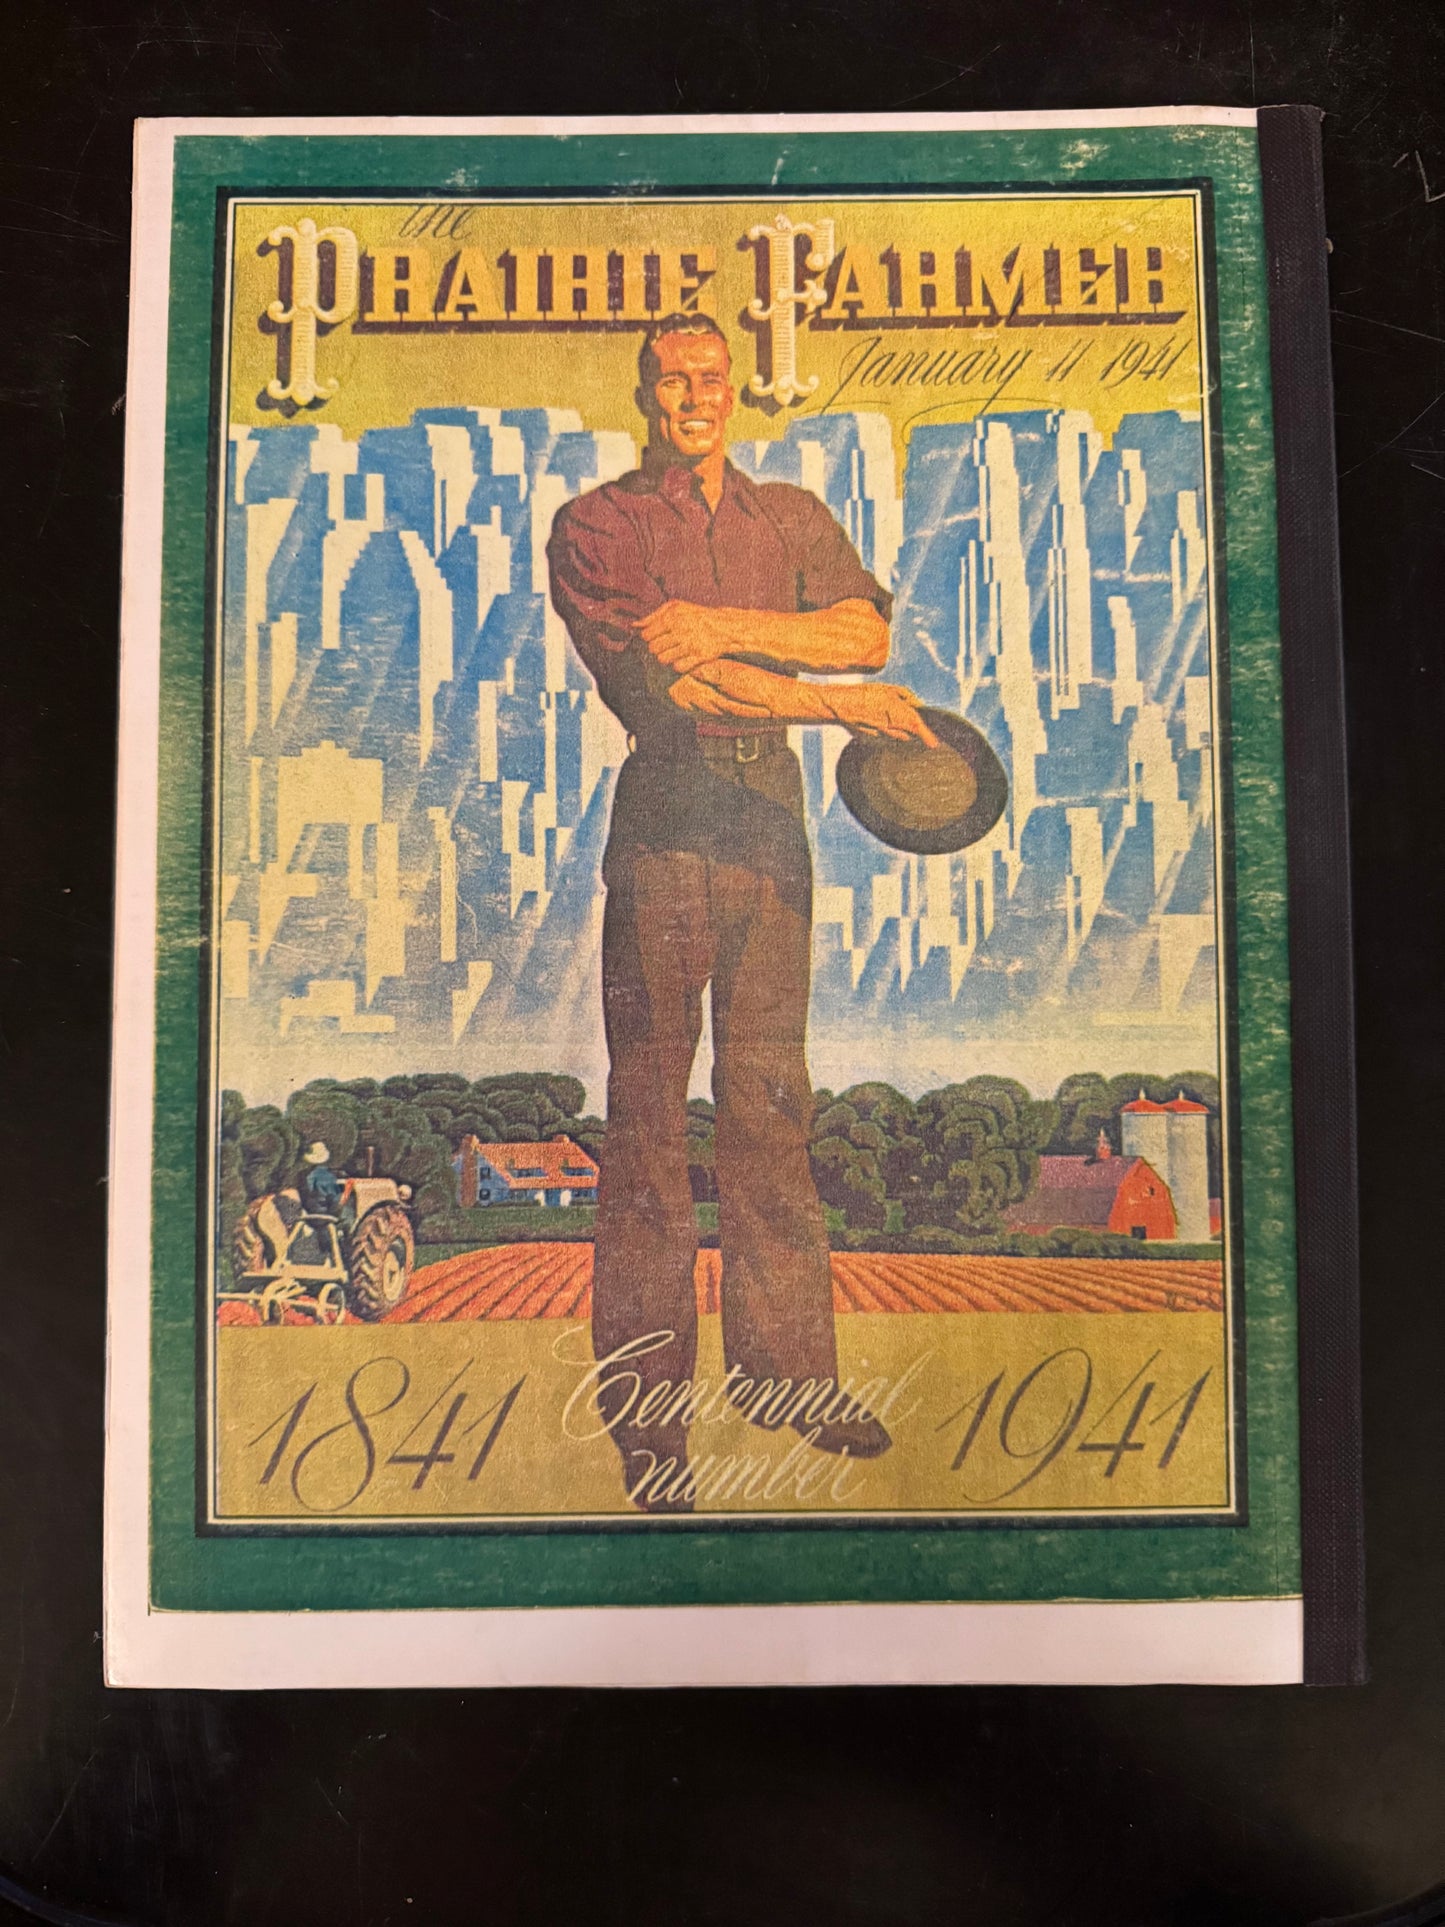 the
PRAIRIE FARMER
January 11 1941
1841 Centennial 1941
number